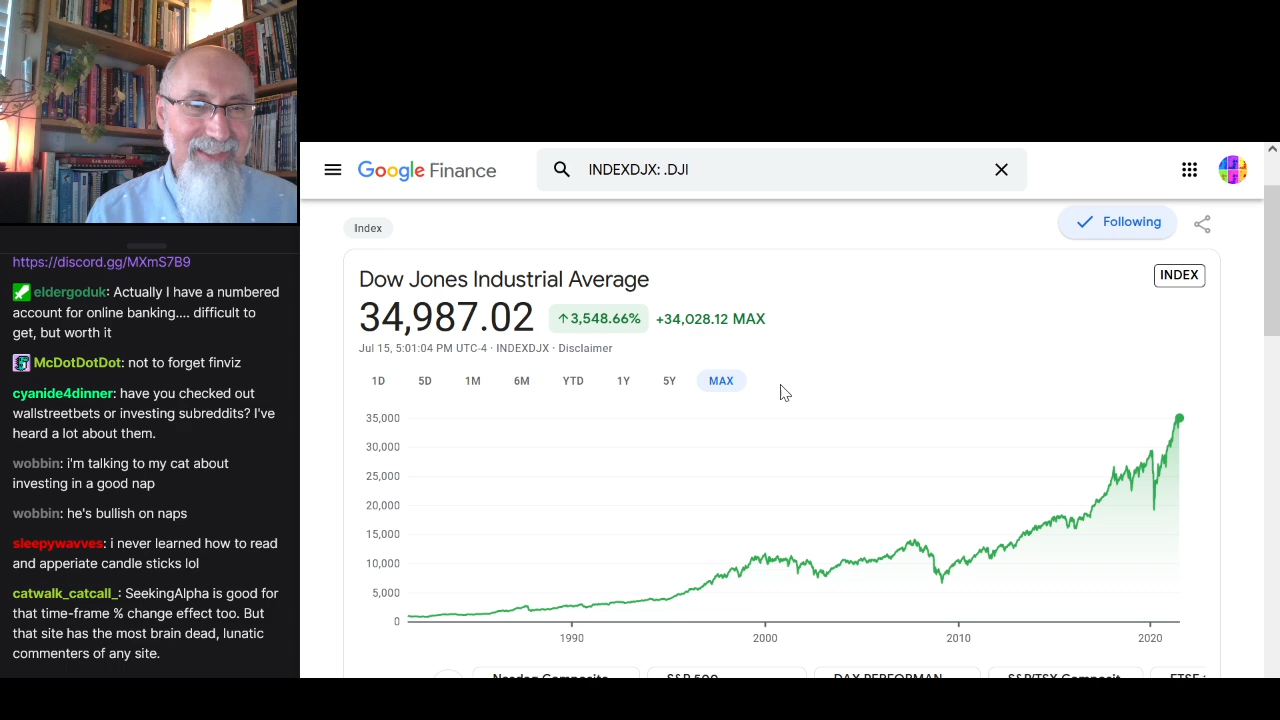 https://discord.gg/MXmS7B9
eldergoduk: Actually I have a numbered
account for online banking.... difficult to
get, but worth it
McDotDotDot: not to forget finviz
cyanide4dinner: have you checked out
wallstreetbets or investing subreddits? I've
heard a lot about them.
wobbin: i'm talking to my cat about
investing in a good nap
wobbin: he's bullish on naps
sleepywavves: i never learned how to read
and apperiate candle sticks lol
catwalk_catcall_: SeekingAlpha is good for
that time-frame % change effect too. But
that site has the most brain dead, lunatic
commenters of any site.
Google Finance
INDEXDJX: .DJI
Index
Following
Dow Jones Industrial Average
INDEX
34,987.02 ↑3,548.66% +34,028.12 MAX
Jul 15, 5:01:04 PM UTC-4 · INDEXDJX · Disclaimer
1D 5D 1M 6M YTD 1Y 5Y MAX
35,000
30,000
25,000
20,000
15,000
10,000
5,000
0
1990 2000 2010 2020
Nasdaq Composite S&P 500 DAX PERFORMAN S&P/TSX Composit